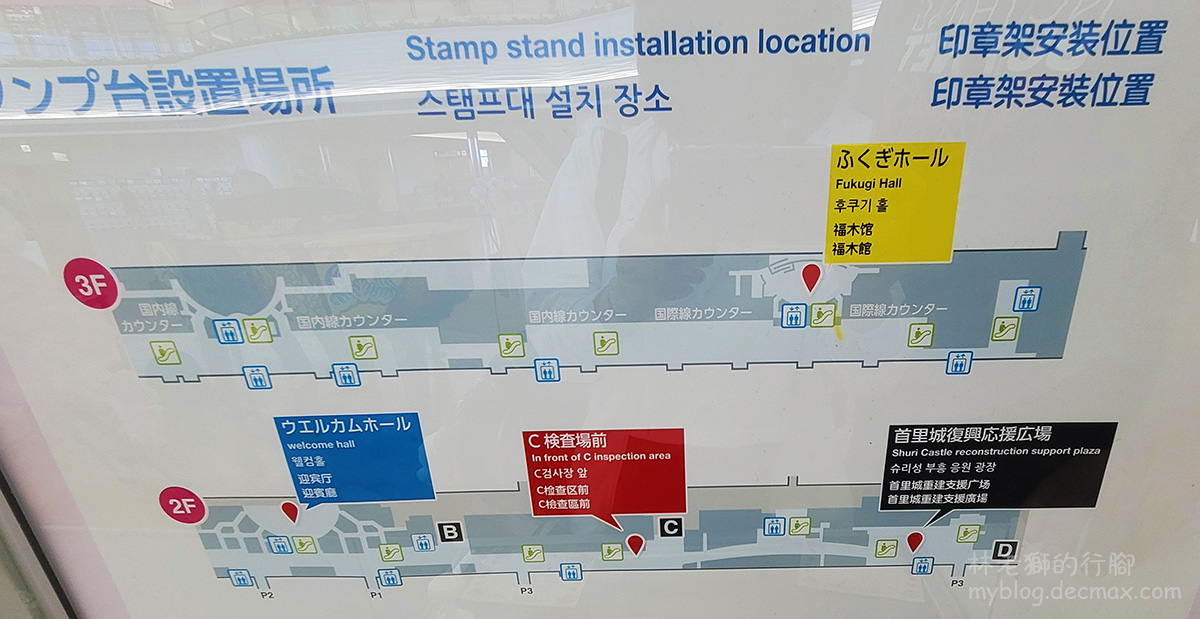 ンプ台設置場所
Stamp stand installation location
스탬프대 설치 장소
印章架安装位置
印章架安裝位置
ふくぎホール
Fukugi Hall
후쿠기 홀
福木馆
福木館
3F
国内線
カウンター
国内線カウンター
国内線カウンター
国際線カウンター
国際線カウンター
ウエルカムホール
welcome hall
웰컴홀
迎宾厅
迎賓廳
C 検査場前
In front of C inspection area
C검사장 앞
C检查区前
C檢查區前
首里城復興応援広場
Shuri Castle reconstruction support plaza
슈리성 부흥 응원 광장
首里城重建支援广场
首里城重建支援廣場
2F
B
C
D
P2
P1
P3
P3
林老獅的行腳
myblog.decmax.com